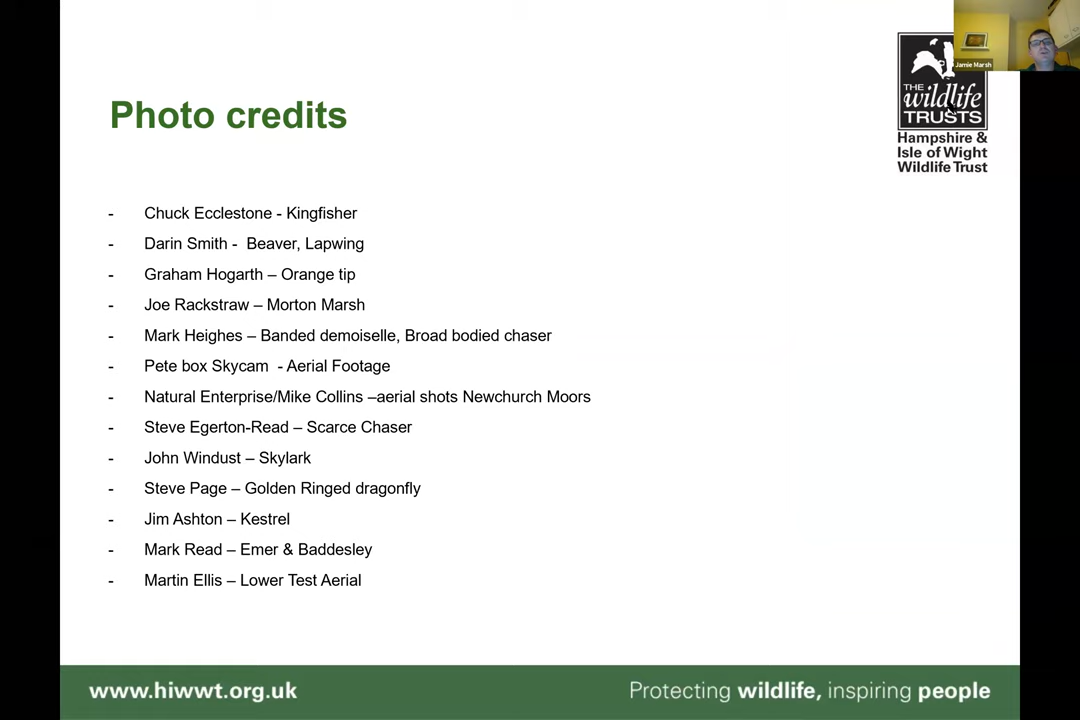 Photo credits
- Chuck Ecclestone - Kingfisher
- Darin Smith - Beaver, Lapwing
- Graham Hogarth – Orange tip
- Joe Rackstraw – Morton Marsh
- Mark Heighes – Banded demoiselle, Broad bodied chaser
- Pete box Skycam - Aerial Footage
- Natural Enterprise/Mike Collins –aerial shots Newchurch Moors
- Steve Egerton-Read – Scarce Chaser
- John Windust – Skylark
- Steve Page – Golden Ringed dragonfly
- Jim Ashton – Kestrel
- Mark Read – Emer & Baddesley
- Martin Ellis – Lower Test Aerial
Jamie Marsh
THE
wildlife
TRUSTS
Hampshire &
Isle of Wight
Wildlife Trust
www.hiwwt.org.uk
Protecting wildlife, inspiring people